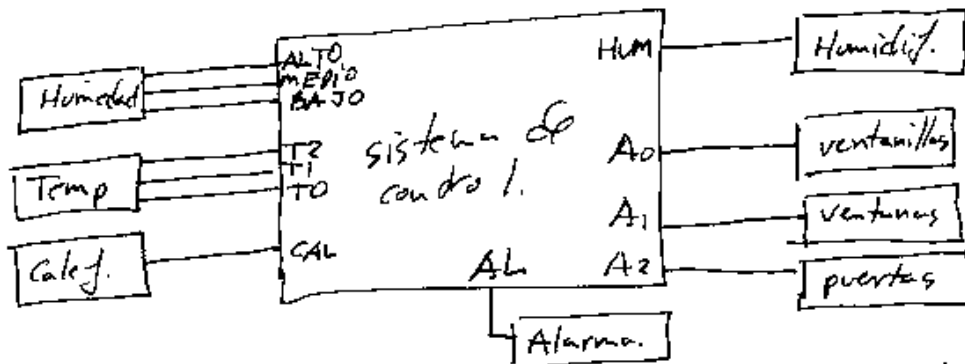 Humedad
ALTO
MEDIO
BAJO
Temp
T2
T1
T0
Calef.
CAL
sistema de
control.
HUM
Humidif.
A0
ventanillas
A1
ventanas
A2
puertas
AL
Alarma.